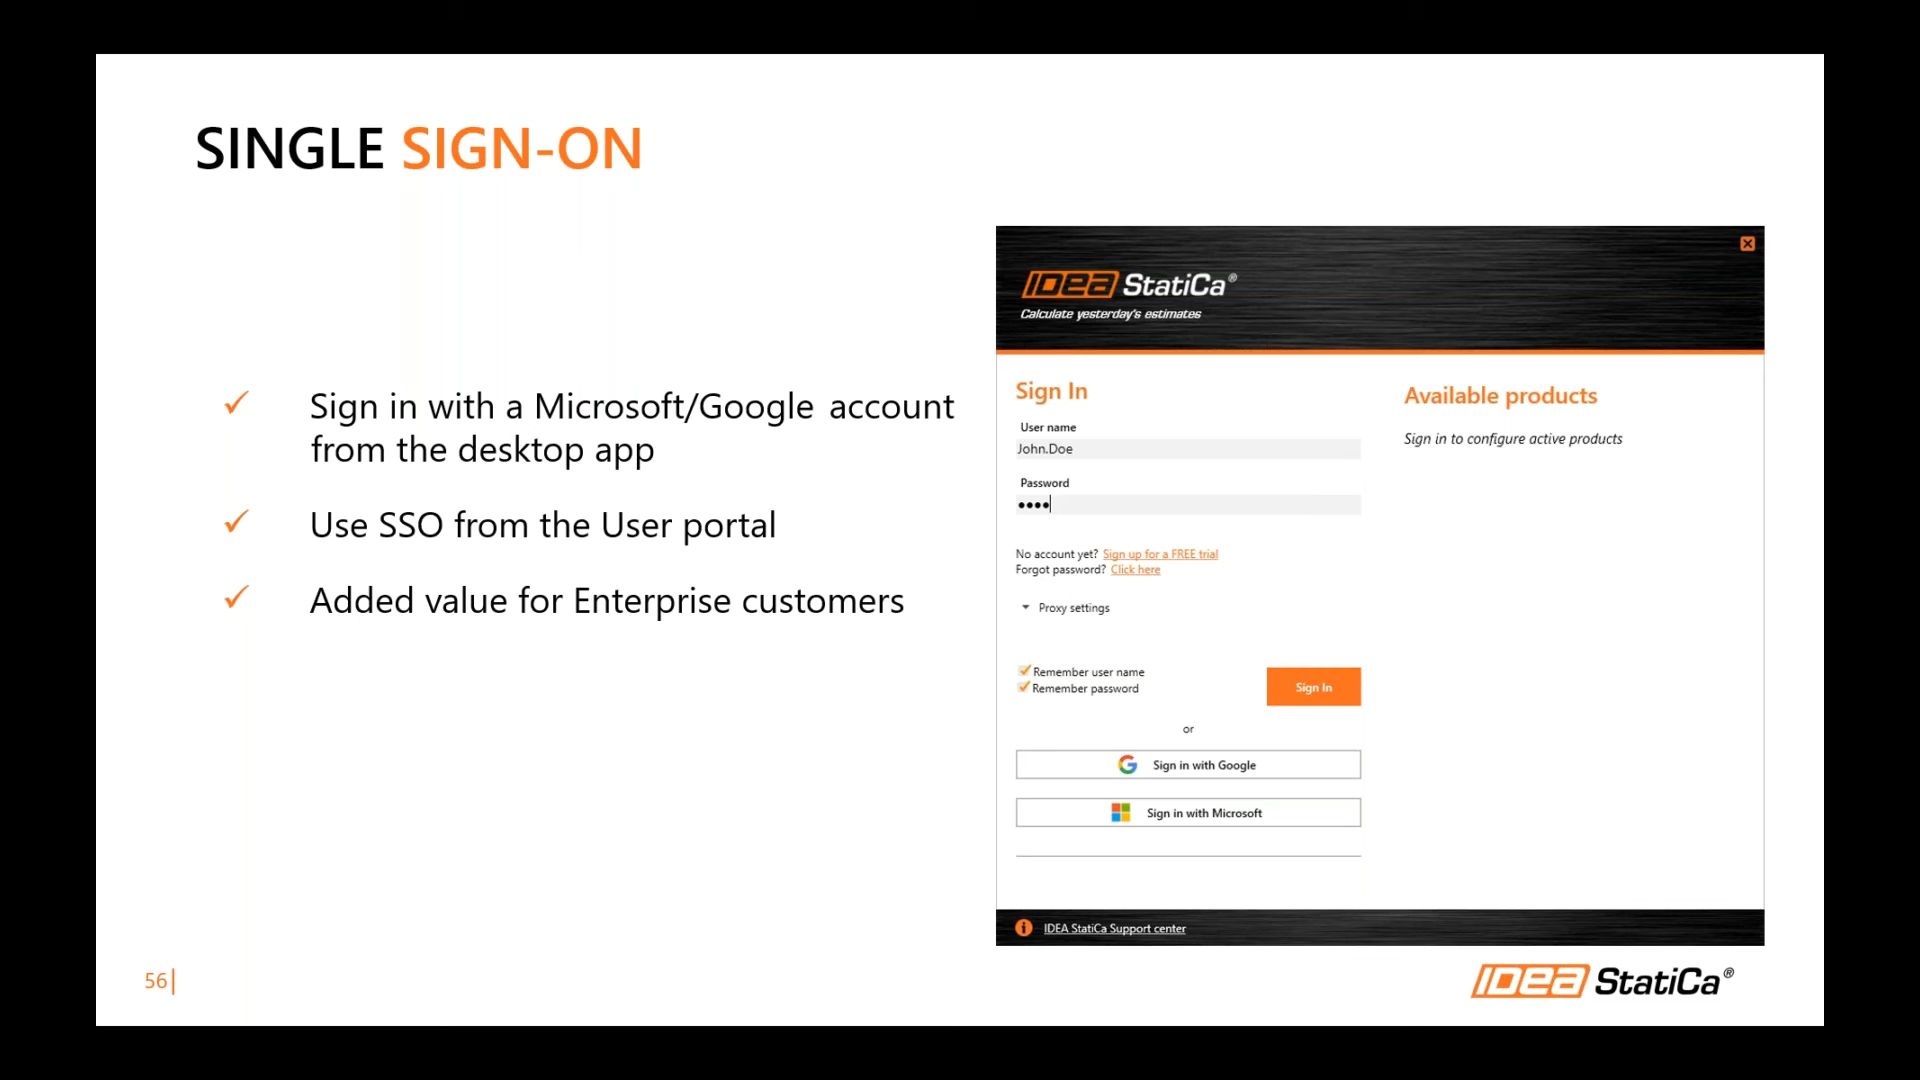 SINGLE SIGN-ON
Sign in with a Microsoft/Google account
from the desktop app
Use SSO from the User portal
Added value for Enterprise customers
IDEA StatiCa®
Calculate yesterday's estimates
Sign In
User name
John.Doe
Password
No account yet? Sign up for a FREE trial
Forgot password? Click here
Proxy settings
Remember user name
Remember password
Sign In
or
Sign in with Google
Sign in with Microsoft
Available products
Sign in to configure active products
IDEA StatiCa Support center
56
IDEA StatiCa®